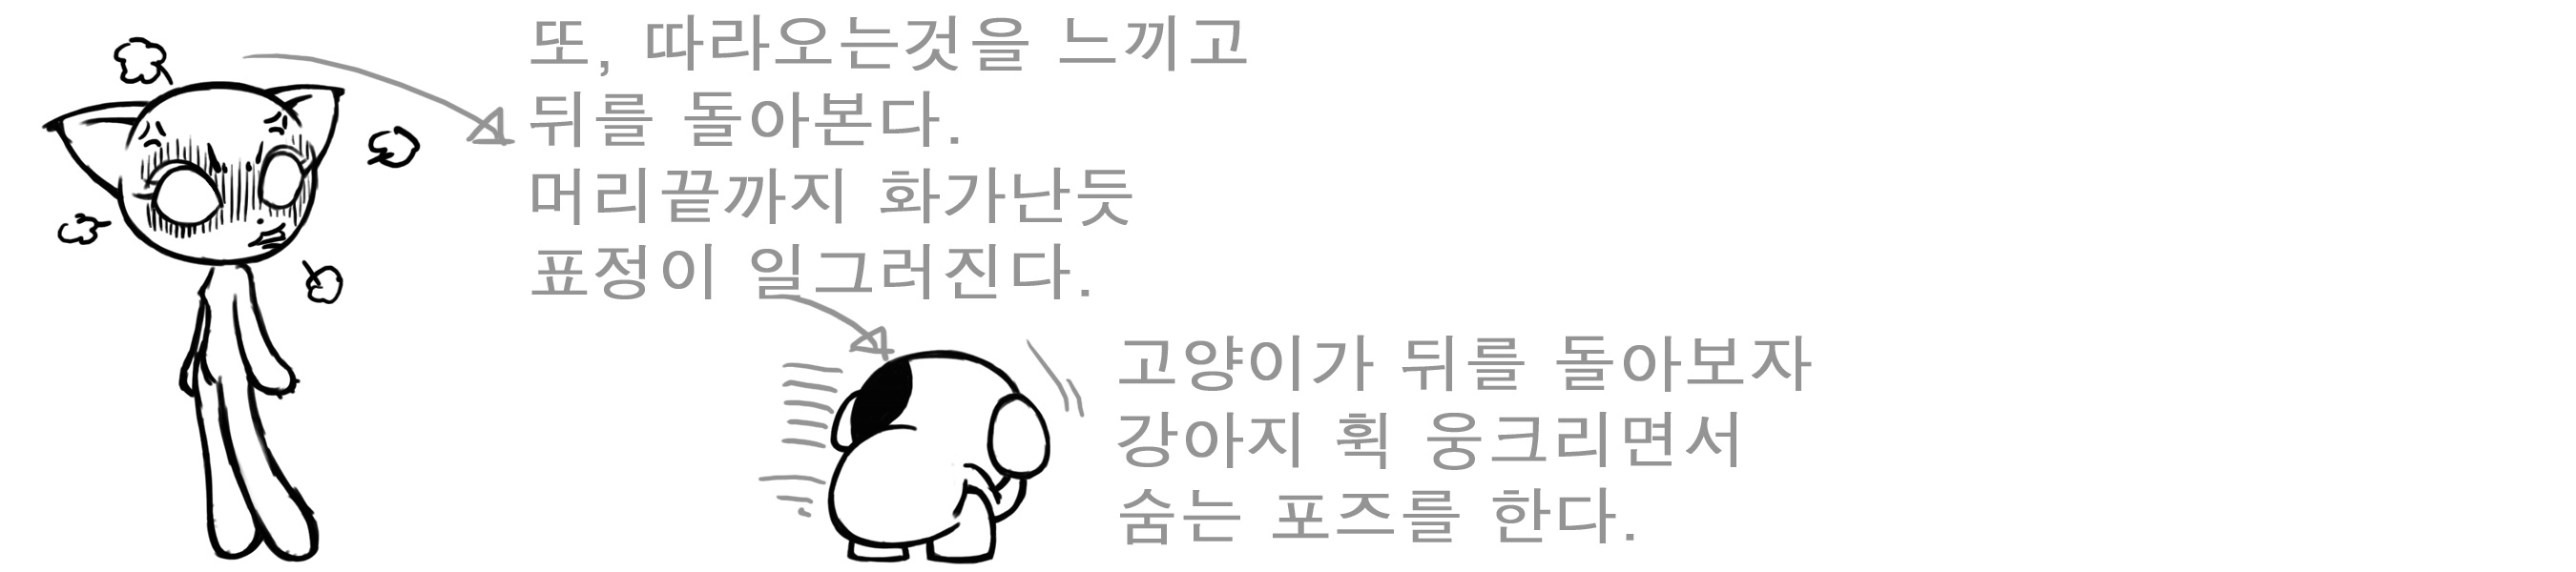 또, 따라오는것을 느끼고
뒤를 돌아본다.
머리끝까지 화가난듯
표정이 일그러진다.
고양이가 뒤를 돌아보자
강아지 휙 웅크리면서
숨는 포즈를 한다.